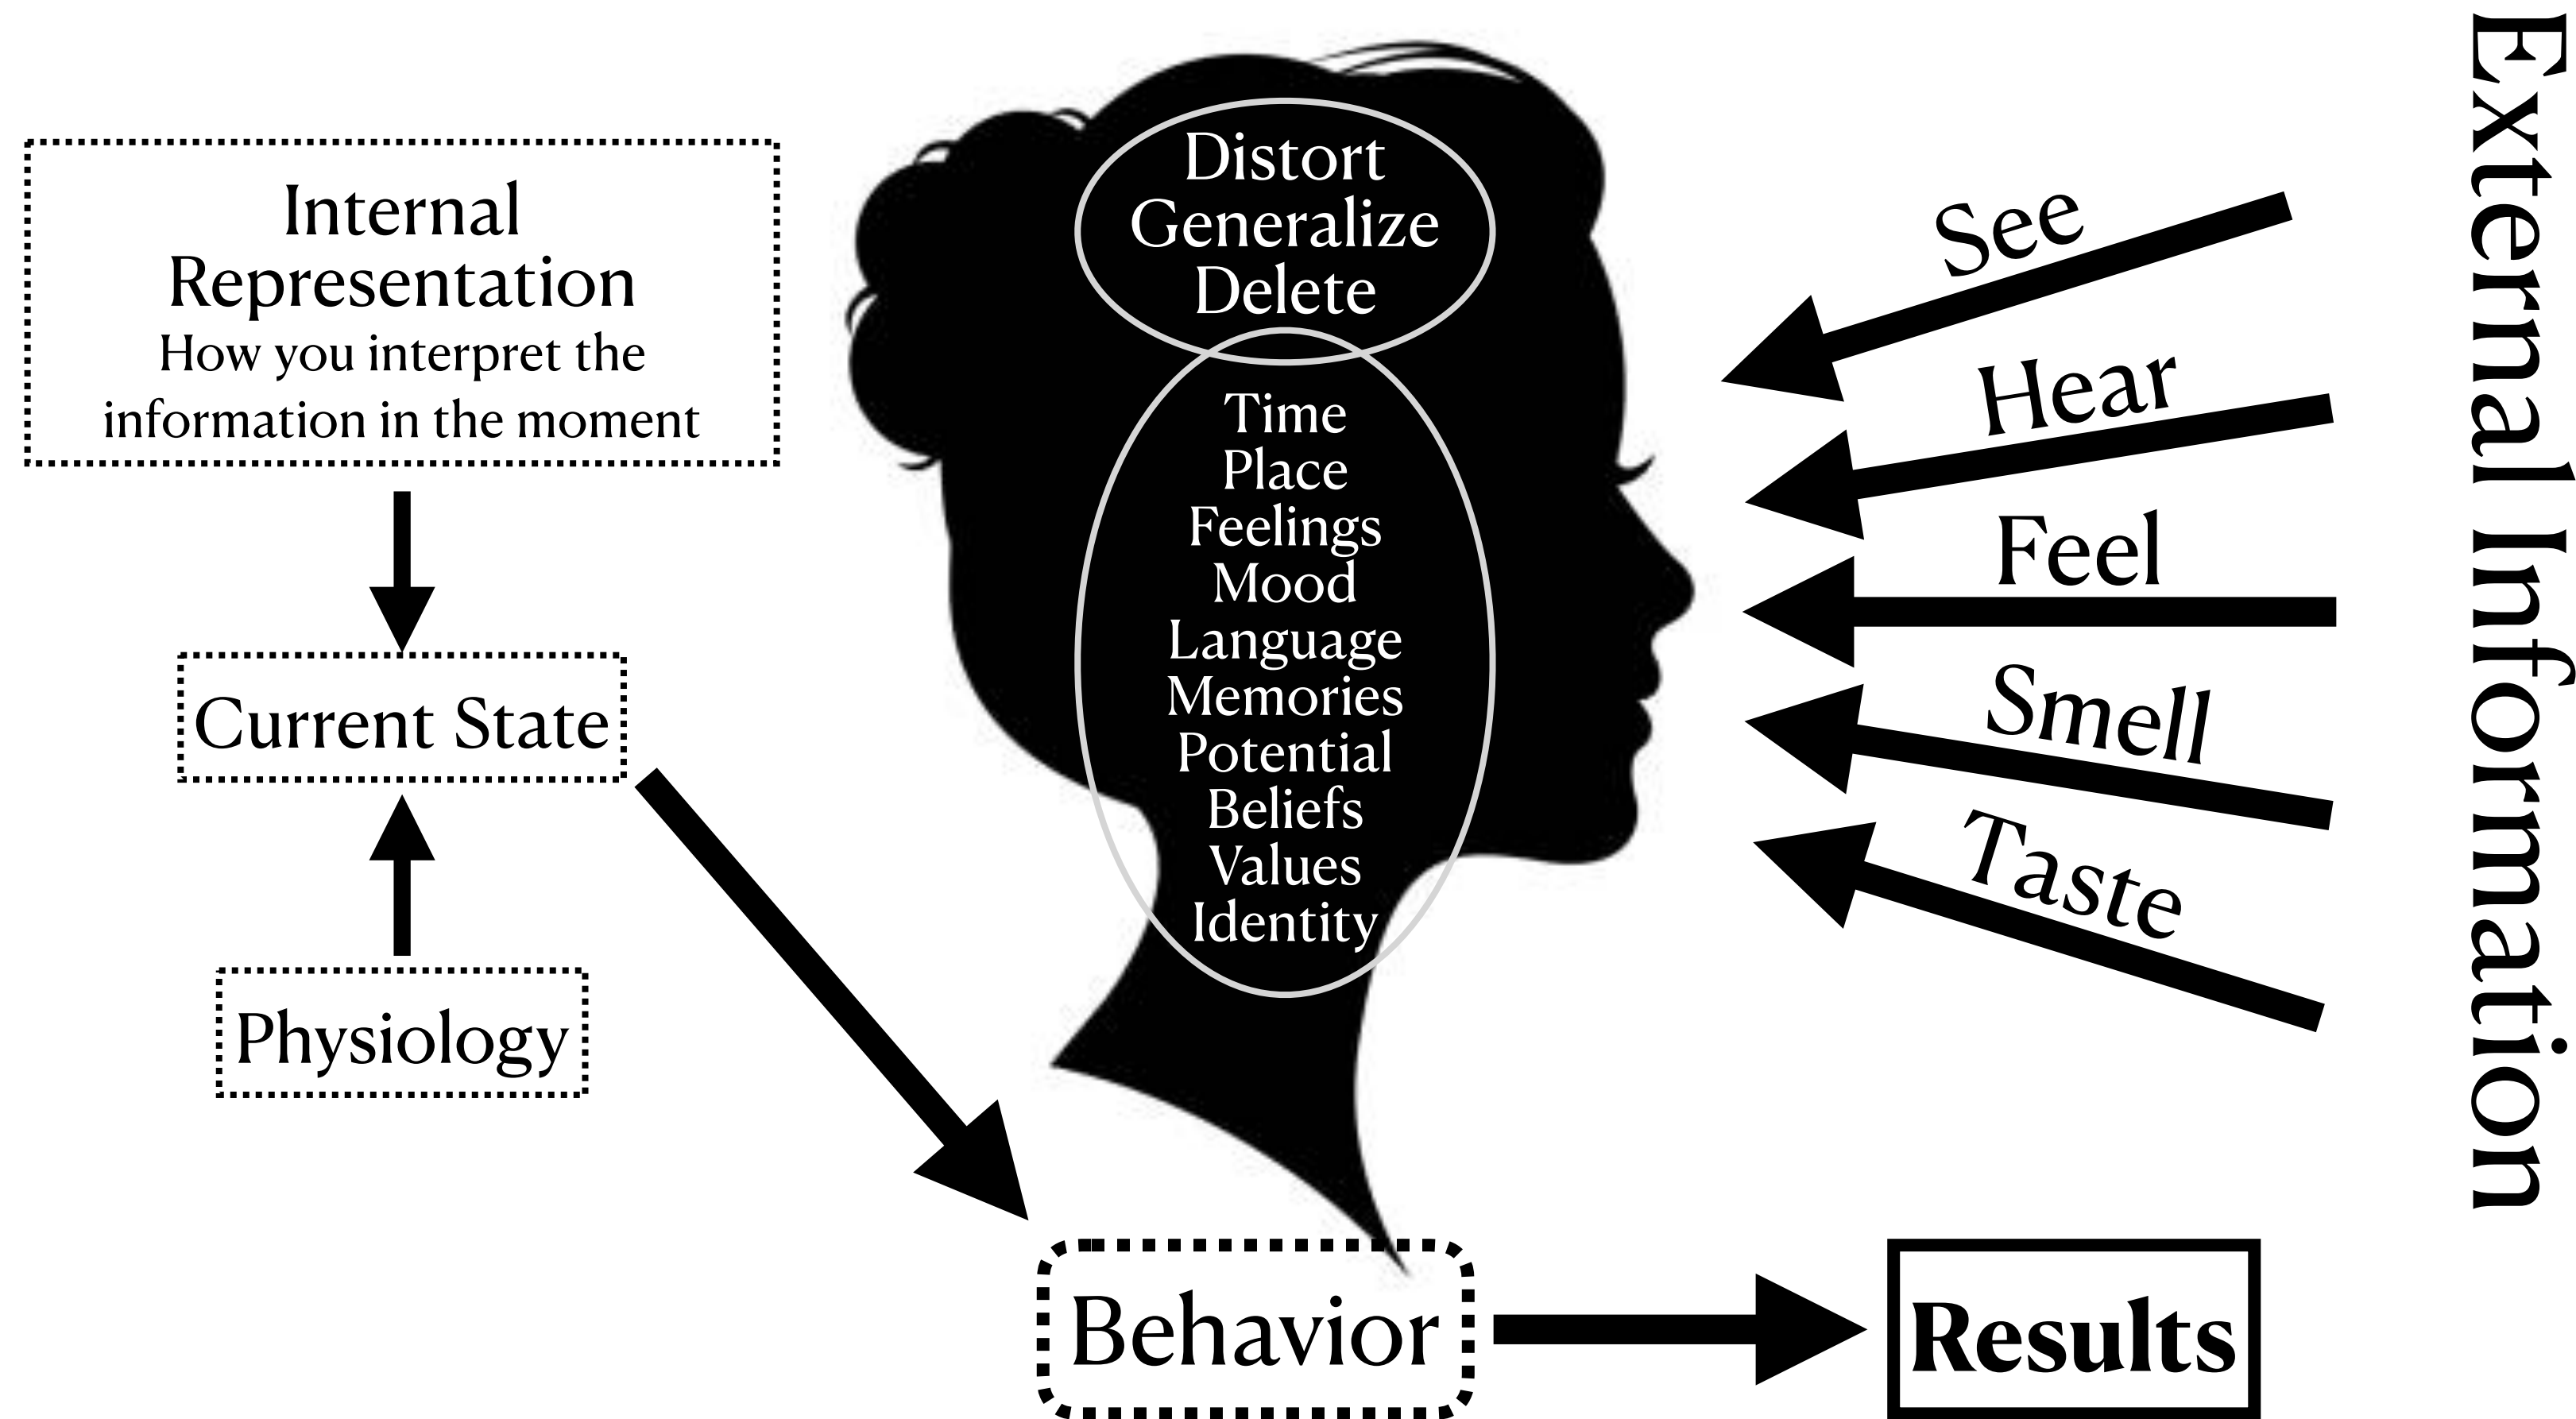 Internal
Representation
How you interpret the
information in the moment
Current State
Physiology
Distort
Generalize
Delete
Time
Place
Feelings
Mood
Language
Memories
Potential
Beliefs
Values
Identity
See
Hear
Feel
Smell
Taste
External Information
Behavior
Results